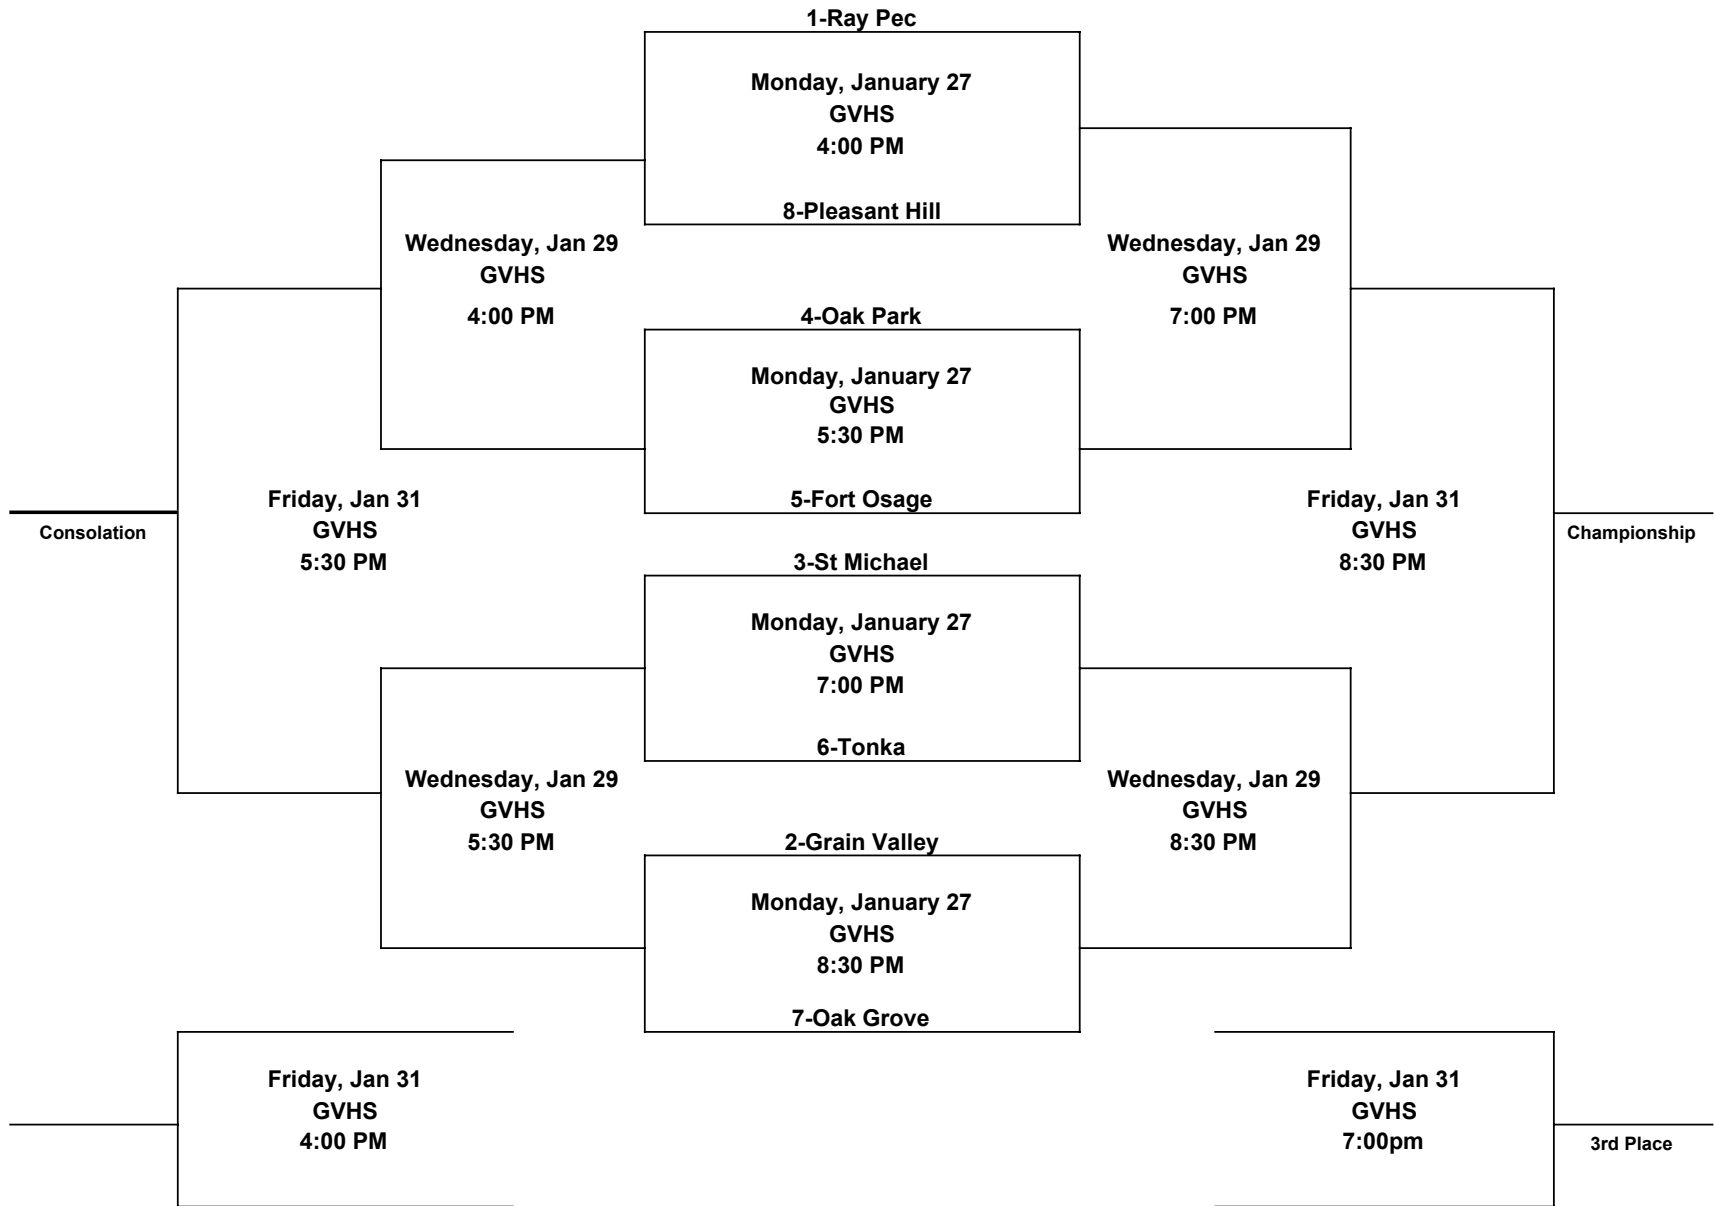 1-Ray Pec
Monday, January 27
GVHS
4:00 PM
8-Pleasant Hill
Wednesday, Jan 29
GVHS
4:00 PM
Wednesday, Jan 29
GVHS
7:00 PM
4-Oak Park
Monday, January 27
GVHS
5:30 PM
5-Fort Osage
Consolation
Friday, Jan 31
GVHS
5:30 PM
Friday, Jan 31
GVHS
8:30 PM
Championship
3-St Michael
Monday, January 27
GVHS
7:00 PM
6-Tonka
Wednesday, Jan 29
GVHS
5:30 PM
Wednesday, Jan 29
GVHS
8:30 PM
2-Grain Valley
Monday, January 27
GVHS
8:30 PM
7-Oak Grove
Friday, Jan 31
GVHS
4:00 PM
Friday, Jan 31
GVHS
7:00pm
3rd Place